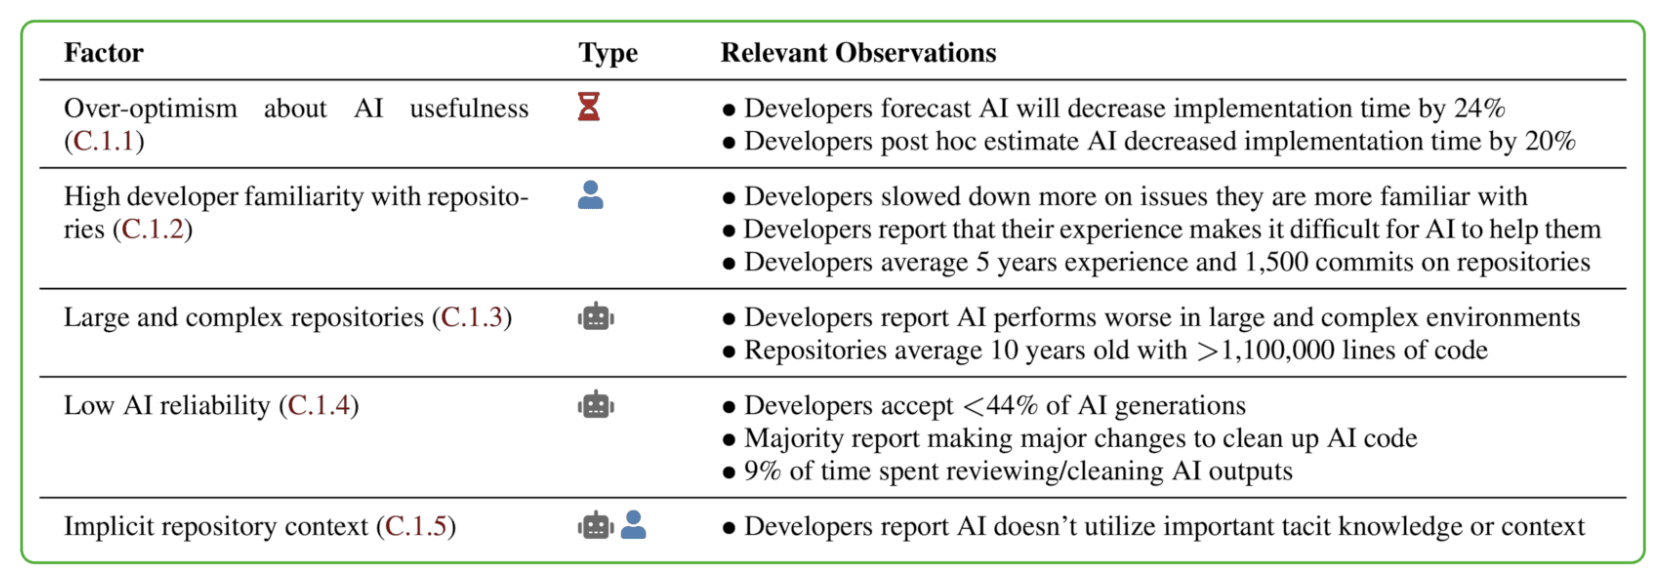 Factor Type Relevant Observations
Over-optimism about AI usefulness
(C.1.1)
● Developers forecast AI will decrease implementation time by 24%
● Developers post hoc estimate AI decreased implementation time by 20%
High developer familiarity with reposito-
ries (C.1.2)
● Developers slowed down more on issues they are more familiar with
● Developers report that their experience makes it difficult for AI to help them
● Developers average 5 years experience and 1,500 commits on repositories
Large and complex repositories (C.1.3)
● Developers report AI performs worse in large and complex environments
● Repositories average 10 years old with >1,100,000 lines of code
Low AI reliability (C.1.4)
● Developers accept <44% of AI generations
● Majority report making major changes to clean up AI code
● 9% of time spent reviewing/cleaning AI outputs
Implicit repository context (C.1.5)
● Developers report AI doesn't utilize important tacit knowledge or context